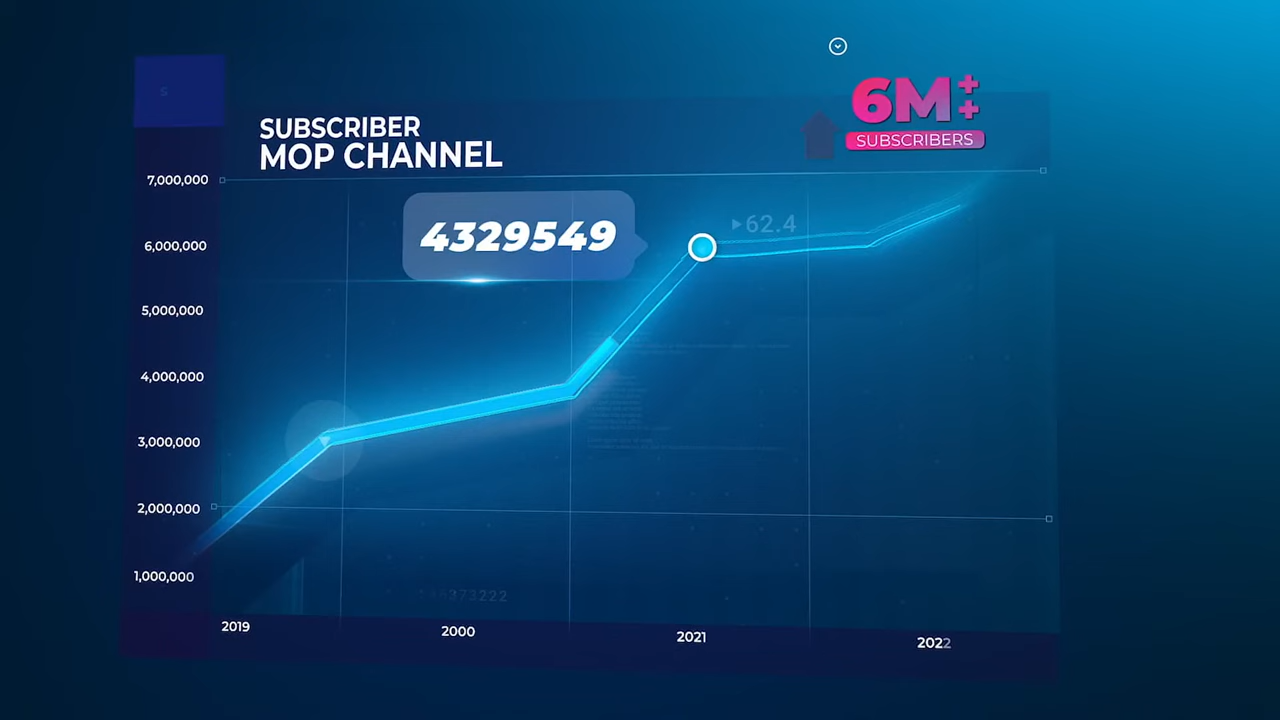 S
6M++
SUBSCRIBERS
SUBSCRIBER
MOP CHANNEL
7,000,000
4329549
62.4
6,000,000
5,000,000
4,000,000
3,000,000
2,000,000
1,000,000
2019
2000
2021
2022